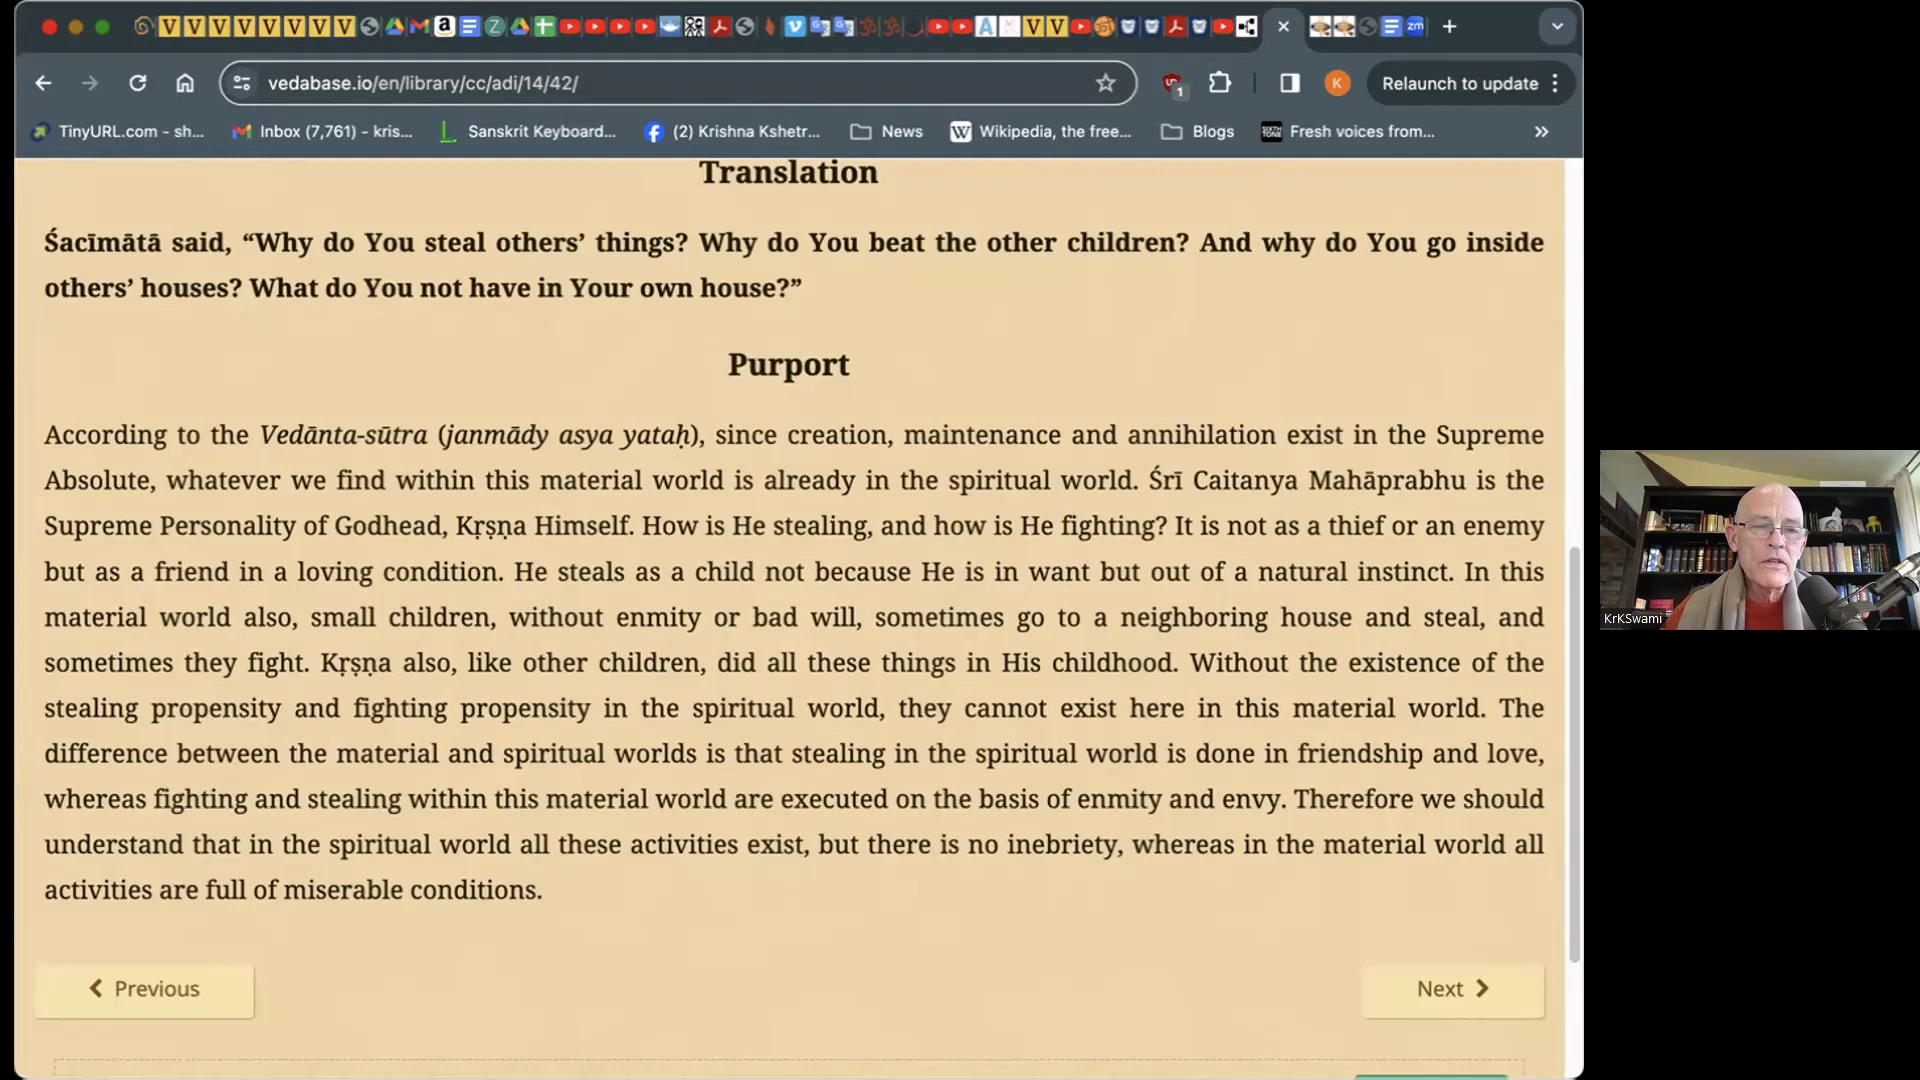 vedabase.io/en/library/cc/adi/14/42/
1
K
Relaunch to update
TinyURL.com - sh...
Inbox (7,761) - kris...
Sanskrit Keyboard...
(2) Krishna Kshetr...
News
Wikipedia, the free...
Blogs
Fresh voices from...
Translation
Śacīmātā said, “Why do You steal others’ things? Why do You beat the other children? And why do You go inside
others’ houses? What do You not have in Your own house?”
Purport
According to the Vedānta-sūtra (janmādy asya yataḥ), since creation, maintenance and annihilation exist in the Supreme
Absolute, whatever we find within this material world is already in the spiritual world. Śrī Caitanya Mahāprabhu is the
Supreme Personality of Godhead, Kṛṣṇa Himself. How is He stealing, and how is He fighting? It is not as a thief or an enemy
but as a friend in a loving condition. He steals as a child not because He is in want but out of a natural instinct. In this
material world also, small children, without enmity or bad will, sometimes go to a neighboring house and steal, and
sometimes they fight. Kṛṣṇa also, like other children, did all these things in His childhood. Without the existence of the
stealing propensity and fighting propensity in the spiritual world, they cannot exist here in this material world. The
difference between the material and spiritual worlds is that stealing in the spiritual world is done in friendship and love,
whereas fighting and stealing within this material world are executed on the basis of enmity and envy. Therefore we should
understand that in the spiritual world all these activities exist, but there is no inebriety, whereas in the material world all
activities are full of miserable conditions.
Previous
Next
KrKSwami